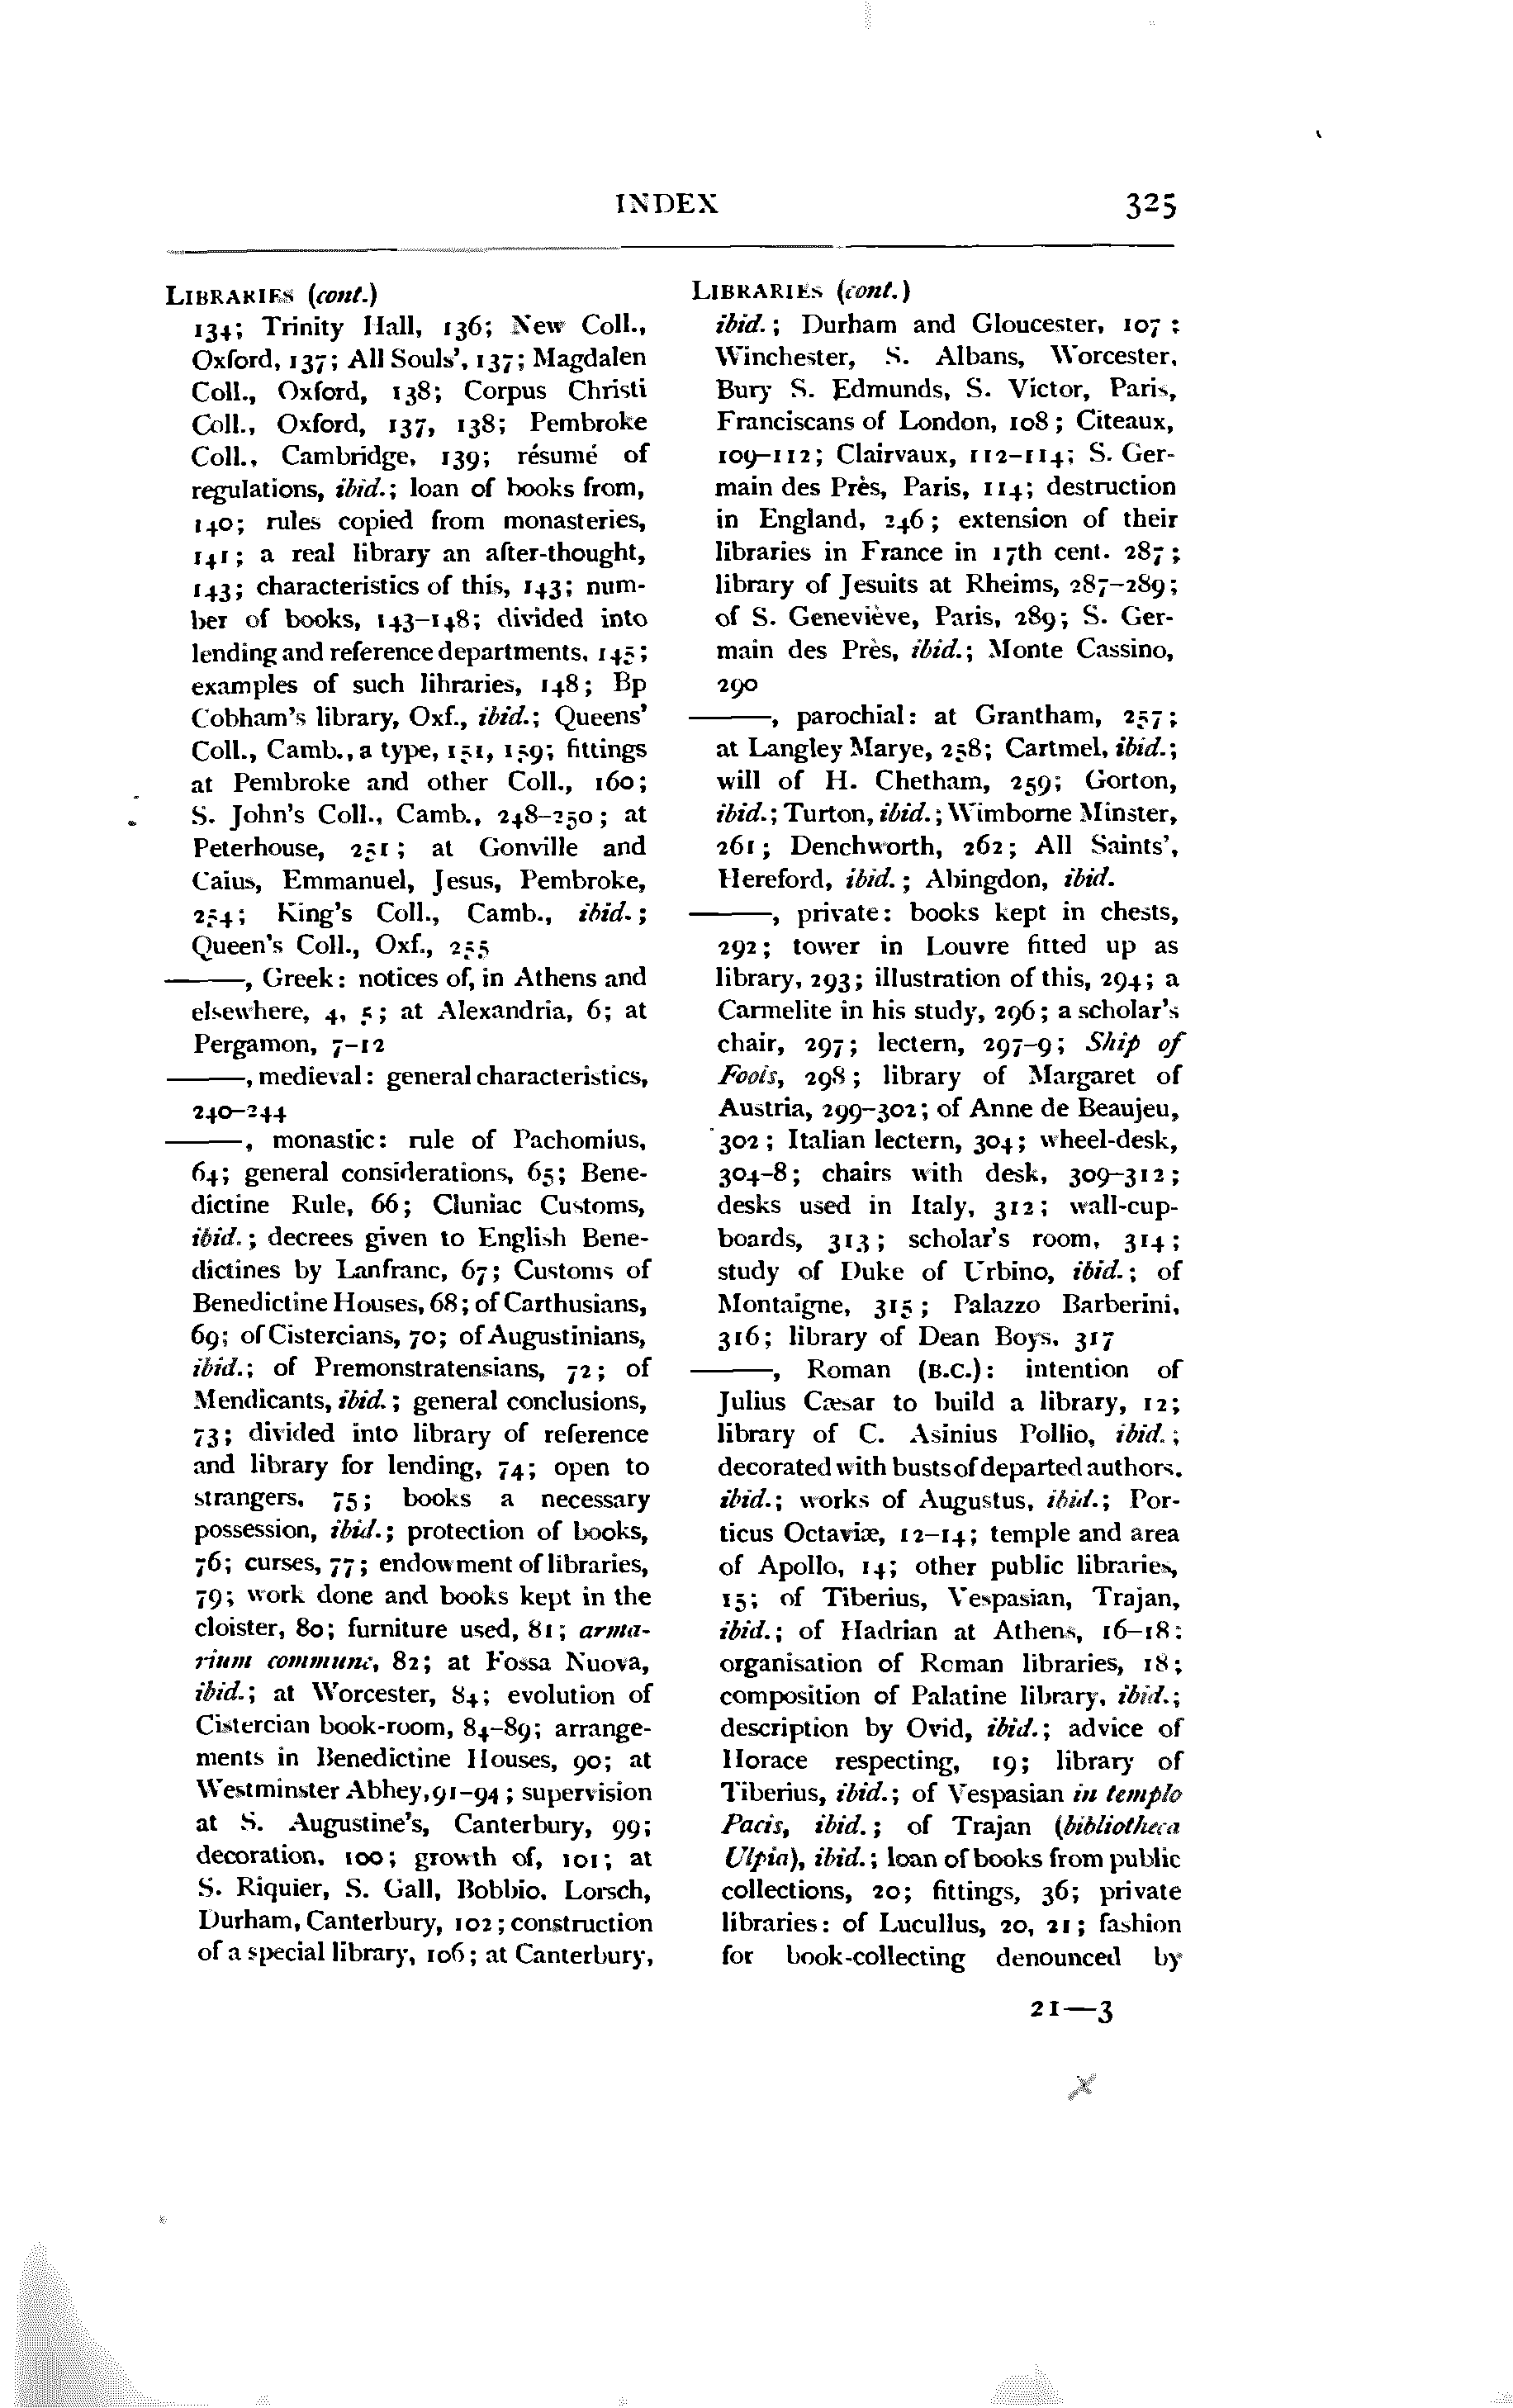 INDEX 325
LIBRARIES (cont.)
134; Trinity Hall, 136; New Coll.,
Oxford, 137; All Souls', 137; Magdalen
Coll., Oxford, 138; Corpus Christi
Coll., Oxford, 137, 138; Pembroke
Coll., Cambridge, 139; résumé of
regulations, ibid.; loan of books from,
140; rules copied from monasteries,
141; a real library an after-thought,
143; characteristics of this, 143; num-
ber of books, 143–148; divided into
lending and reference departments, 145;
examples of such libraries, 148; Bp
Cobham's library, Oxf., ibid.; Queens'
Coll., Camb., a type, 151, 159; fittings
at Pembroke and other Coll., 160;
S. John's Coll., Camb., 248–250; at
Peterhouse, 251; at Gonville and
Caius, Emmanuel, Jesus, Pembroke,
254; King's Coll., Camb., ibid.;
Queen's Coll., Oxf., 255
——, Greek: notices of, in Athens and
elsewhere, 4, 5; at Alexandria, 6; at
Pergamon, 7–12
——, medieval: general characteristics,
240–244
——, monastic: rule of Pachomius,
64; general considerations, 65; Bene-
dictine Rule, 66; Cluniac Customs,
ibid.; decrees given to English Bene-
dictines by Lanfranc, 67; Customs of
Benedictine Houses, 68; of Carthusians,
69; of Cistercians, 70; of Augustinians,
ibid.; of Premonstratensians, 72; of
Mendicants, ibid.; general conclusions,
73; divided into library of reference
and library for lending, 74; open to
strangers, 75; books a necessary
possession, ibid.; protection of books,
76; curses, 77; endowment of libraries,
79; work done and books kept in the
cloister, 80; furniture used, 81; arma-
rium commune, 82; at Fossa Nuova,
ibid.; at Worcester, 84; evolution of
Cistercian book-room, 84–89; arrange-
ments in Benedictine Houses, 90; at
Westminster Abbey, 91–94; supervision
at S. Augustine's, Canterbury, 99;
decoration, 100; growth of, 101; at
S. Riquier, S. Gall, Bobbio, Lorsch,
Durham, Canterbury, 102; construction
of a special library, 106; at Canterbury,
LIBRARIES (cont.)
ibid.; Durham and Gloucester, 107;
Winchester, S. Albans, Worcester,
Bury S. Edmunds, S. Victor, Paris,
Franciscans of London, 108; Citeaux,
109–112; Clairvaux, 112–114; S. Ger-
main des Près, Paris, 114; destruction
in England, 246; extension of their
libraries in France in 17th cent. 287;
library of Jesuits at Rheims, 287–289;
of S. Geneviève, Paris, 289; S. Ger-
main des Près, ibid.; Monte Cassino,
290
——, parochial: at Grantham, 257;
at Langley Marye, 258; Cartmel, ibid.;
will of H. Chetham, 259; Gorton,
ibid.; Turton, ibid.; Wimborne Minster,
261; Denchworth, 262; All Saints',
Hereford, ibid.; Abingdon, ibid.
——, private: books kept in chests,
292; tower in Louvre fitted up as
library, 293; illustration of this, 294; a
Carmelite in his study, 296; a scholar's
chair, 297; lectern, 297–9; Ship of
Fools, 298; library of Margaret of
Austria, 299–302; of Anne de Beaujeu,
302; Italian lectern, 304; wheel-desk,
304–8; chairs with desk, 309–312;
desks used in Italy, 312; wall-cup-
boards, 313; scholar's room, 314;
study of Duke of Urbino, ibid.; of
Montaigne, 315; Palazzo Barberini,
316; library of Dean Boys, 317
——, Roman (B.C.): intention of
Julius Cæsar to build a library, 12;
library of C. Asinius Pollio, ibid.;
decorated with busts of departed authors,
ibid.; works of Augustus, ibid.; Por-
ticus Octaviæ, 12–14; temple and area
of Apollo, 14; other public libraries,
15; of Tiberius, Vespasian, Trajan,
ibid.; of Hadrian at Athens, 16–18;
organisation of Roman libraries, 18;
composition of Palatine library, ibid.;
description by Ovid, ibid.; advice of
Horace respecting, 19; library of
Tiberius, ibid.; of Vespasian in templo
Pacis, ibid.; of Trajan (bibliotheca
Ulpia), ibid.; loan of books from public
collections, 20; fittings, 36; private
libraries: of Lucullus, 20, 21; fashion
for book-collecting denounced by
21—3